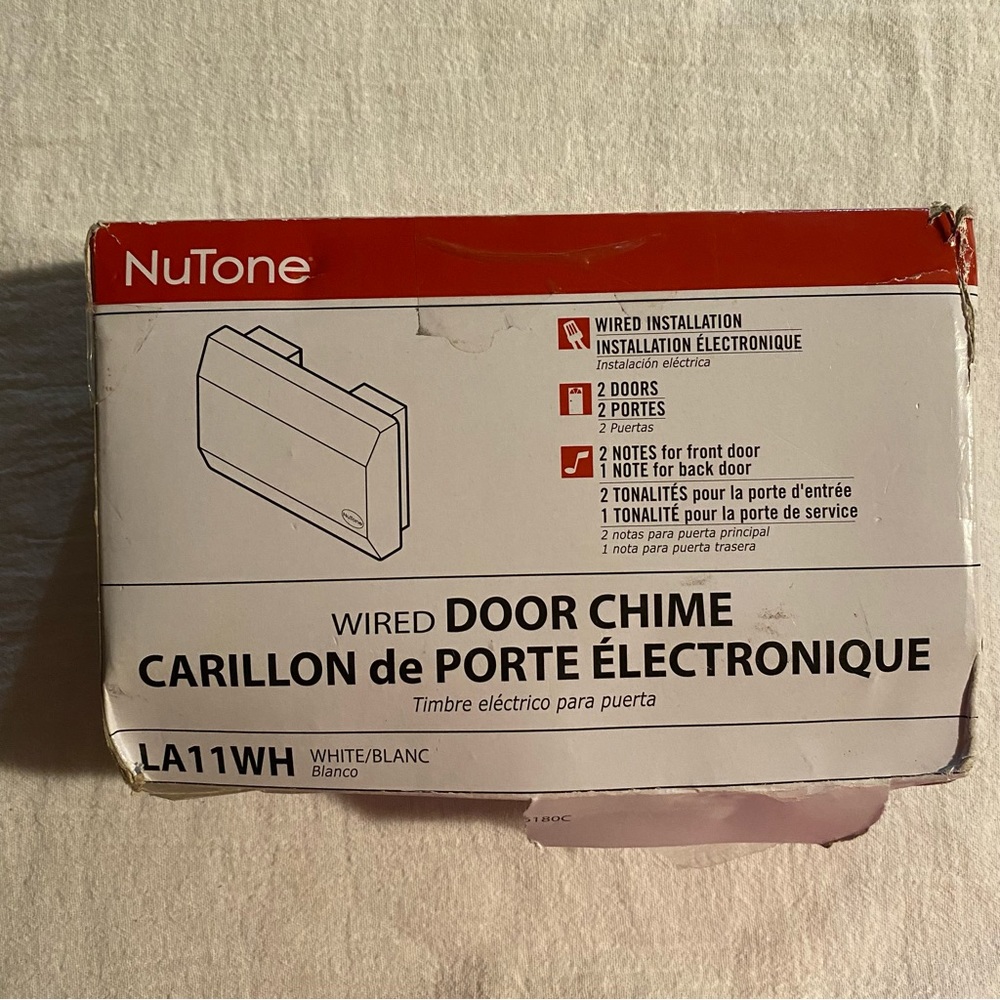 NuTone
WIRED INSTALLATION
INSTALLATION ÉLECTRONIQUE
Instalación eléctrica
2 DOORS
2 PORTES
2 Puertas
2 NOTES for front door
1 NOTE for back door
2 TONALITÉS pour la porte d'entrée
1 TONALITÉ pour la porte de service
2 notas para puerta principal
1 nota para puerta trasera
NuTone
WIRED DOOR CHIME
CARILLON de PORTE ÉLECTRONIQUE
Timbre eléctrico para puerta
LA11WH WHITE/BLANC
Blanco